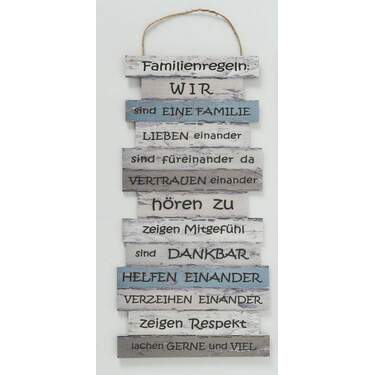 Familienregeln:
WIR
sind EINE FAMILIE
LIEBEN einander
sind füreinander da
VERTRAUEN einander
hören zu
zeigen Mitgefühl
sind DANKBAR
HELFEN EINANDER
VERZEIHEN EINANDER
zeigen Respekt
lachen GERNE und VIEL